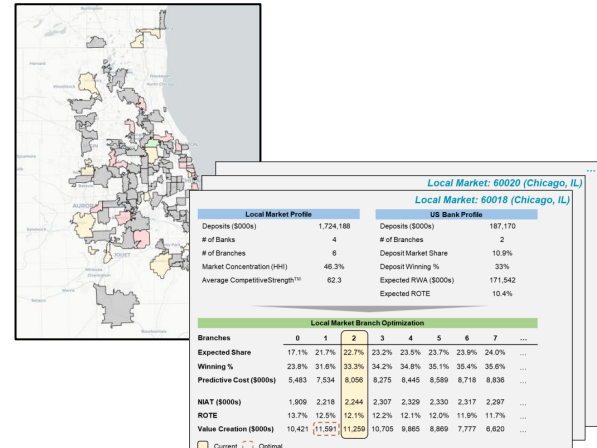 Burlington
Harvard
Woodstock
AURORA
JOLIET
...
Local Market: 60020 (Chicago, IL)
Local Market: 60018 (Chicago, IL)
Local Market Profile
US Bank Profile
Deposits ($000s) 1,724,188 Deposits ($000s) 187,170
# of Banks 4 # of Branches 2
# of Branches 6 Deposit Market Share 10.9%
Market Concentration (HHI) 46.3% Deposit Winning % 33%
Average CompetitiveStrength™ 62.3 Expected RWA ($000s) 171,542
Expected ROTE 10.4%
Local Market Branch Optimization
Branches 0 1 2 3 4 5 6 7 ...
Expected Share 17.1% 21.7% 22.7% 23.2% 23.5% 23.7% 23.9% 24.0% ...
Winning % 23.8% 31.6% 33.3% 34.2% 34.8% 35.1% 35.4% 35.6% ...
Predictive Cost ($000s) 5,483 7,534 8,056 8,275 8,445 8,589 8,718 8,836 ...
NIAT ($000s) 1,909 2,218 2,244 2,307 2,329 2,330 2,317 2,297 ...
ROTE 13.7% 12.5% 12.1% 12.2% 12.1% 12.0% 11.9% 11.7% ...
Value Creation ($000s) 10,421 11,591 11,259 10,705 9,865 8,869 7,777 6,620 ...
Current Optimal